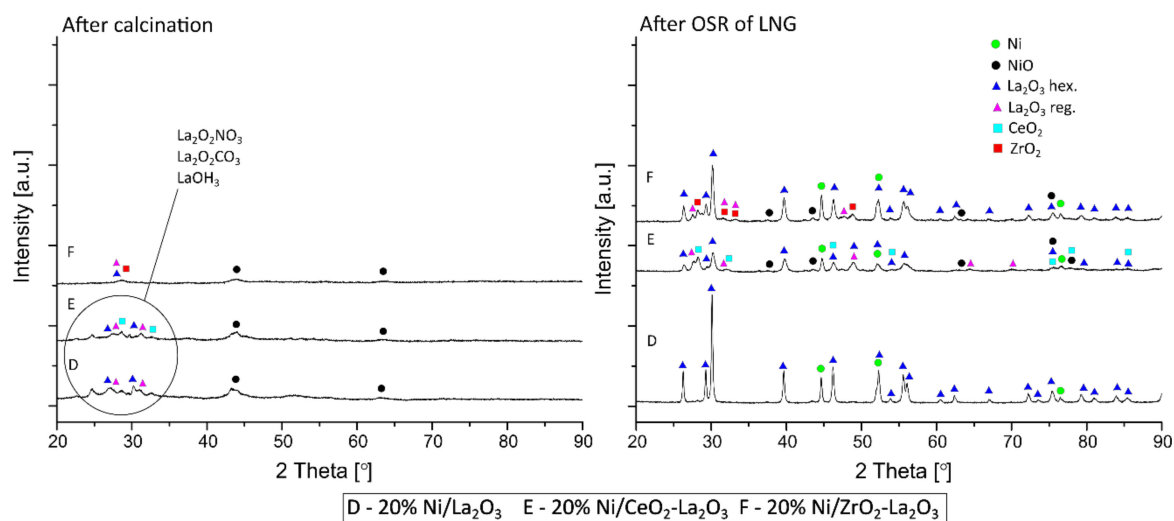 After calcination
La₂O₂NO₃
La₂O₂CO₃
LaOH₃
F
E
D
Intensity [a.u.]
20 30 40 50 60 70 80 90
2 Theta [°]
After OSR of LNG
Ni
NiO
La₂O₃ hex.
La₂O₃ reg.
CeO₂
ZrO₂
F
E
D
Intensity [a.u.]
20 30 40 50 60 70 80 90
2 Theta [°]
D - 20% Ni/La₂O₃ E - 20% Ni/CeO₂-La₂O₃ F - 20% Ni/ZrO₂-La₂O₃